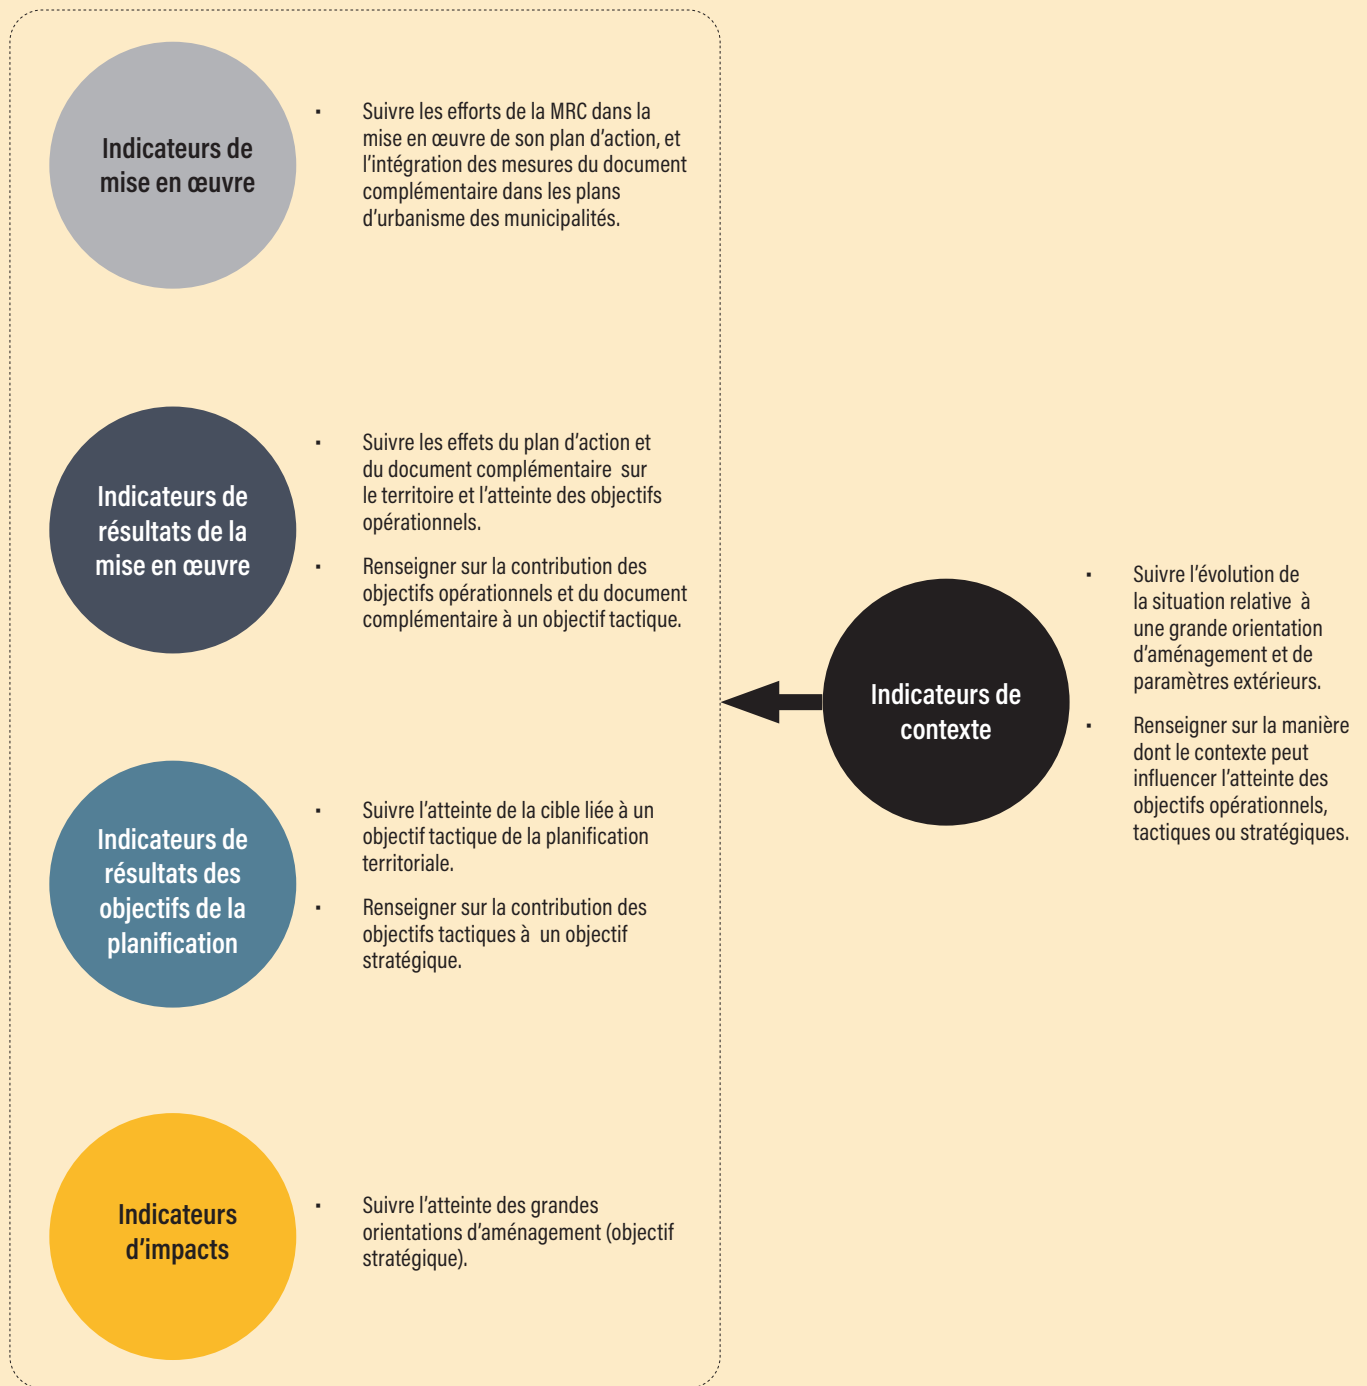 Indicateurs de
mise en œuvre
▪ Suivre les efforts de la MRC dans la
mise en œuvre de son plan d’action, et
l’intégration des mesures du document
complémentaire dans les plans
d’urbanisme des municipalités.
Indicateurs de
résultats de la
mise en œuvre
▪ Suivre les effets du plan d’action et
du document complémentaire sur
le territoire et l’atteinte des objectifs
opérationnels.
▪ Renseigner sur la contribution des
objectifs opérationnels et du document
complémentaire à un objectif tactique.
Indicateurs de
résultats des
objectifs de la
planification
▪ Suivre l’atteinte de la cible liée à un
objectif tactique de la planification
territoriale.
▪ Renseigner sur la contribution des
objectifs tactiques à un objectif
stratégique.
Indicateurs
d’impacts
▪ Suivre l’atteinte des grandes
orientations d’aménagement (objectif
stratégique).
Indicateurs de
contexte
▪ Suivre l’évolution de
la situation relative à
une grande orientation
d’aménagement et de
paramètres extérieurs.
▪ Renseigner sur la manière
dont le contexte peut
influencer l’atteinte des
objectifs opérationnels,
tactiques ou stratégiques.